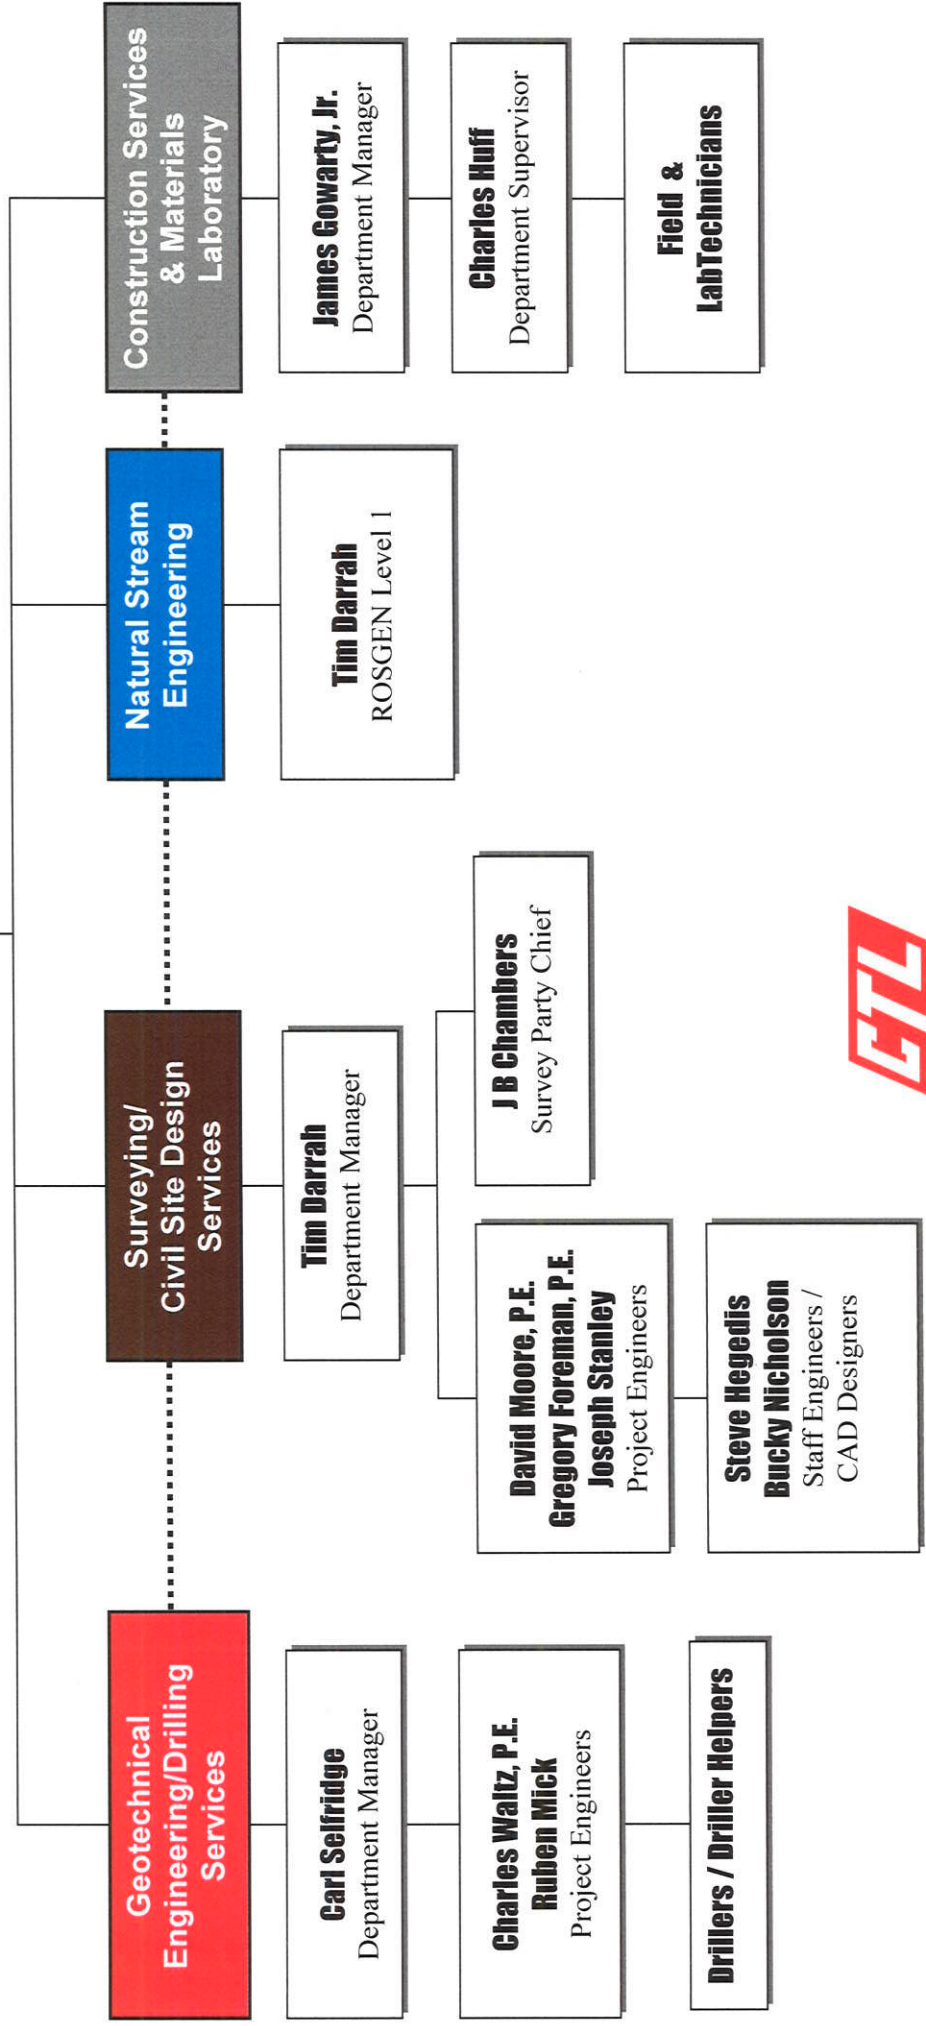 Geotechnical
Engineering/Drilling
Services
Carl Selfridge
Department Manager
Charles Waltz, P.E.
Ruben Mick
Project Engineers
Drillers / Driller Helpers
Surveying/
Civil Site Design
Services
Tim Darrah
Department Manager
David Moore, P.E.
Gregory Foreman, P.E.
Joseph Stanley
Project Engineers
Steve Hegedis
Bucky Nicholson
Staff Engineers /
CAD Designers
J B Chambers
Survey Party Chief
Natural Stream
Engineering
Tim Darrah
ROSGEN Level 1
Construction Services
& Materials
Laboratory
James Gowarty, Jr.
Department Manager
Charles Huff
Department Supervisor
Field &
LabTechnicians
CTL